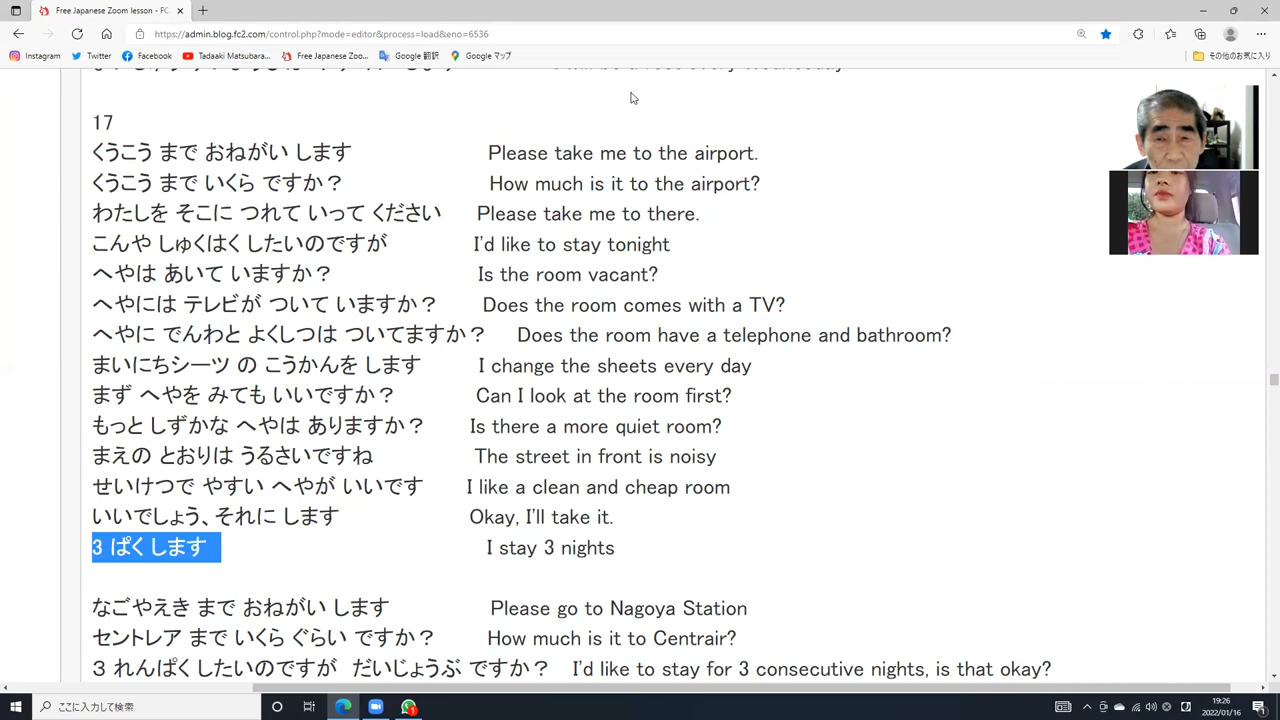 Free Japanese Zoom lesson - FC2
https://admin.blog.fc2.com/control.php?mode=editor&process=load&eno=6536
Instagram Twitter Facebook Tadaaki Matsubara... Free Japanese Zoo... Google 翻訳 Google マップ その他のお気に入り
17
くうこう まで おねがい します Please take me to the airport.
くうこう まで いくら ですか？ How much is it to the airport?
わたしを そこに つれて いって ください Please take me to there.
こんや しゅくはく したいのですが I'd like to stay tonight
へやは あいて いますか？ Is the room vacant?
へやには テレビが ついて いますか？ Does the room comes with a TV?
へやに でんわと よくしつは ついてますか？ Does the room have a telephone and bathroom?
まいにちシーツ の こうかんを します I change the sheets every day
まず へやを みても いいですか？ Can I look at the room first?
もっと しずかな へやは ありますか？ Is there a more quiet room?
まえの とおりは うるさいですね The street in front is noisy
せいけつで やすい へやが いいです I like a clean and cheap room
いいでしょう、それに します Okay, I'll take it.
3 ぱく します I stay 3 nights
なごやえき まで おねがい します Please go to Nagoya Station
セントレア まで いくら ぐらい ですか？ How much is it to Centrair?
３ れんぱく したいのですが だいじょうぶ ですか？ I'd like to stay for 3 consecutive nights, is that okay?
ここに入力して検索
19:26
2022/01/16